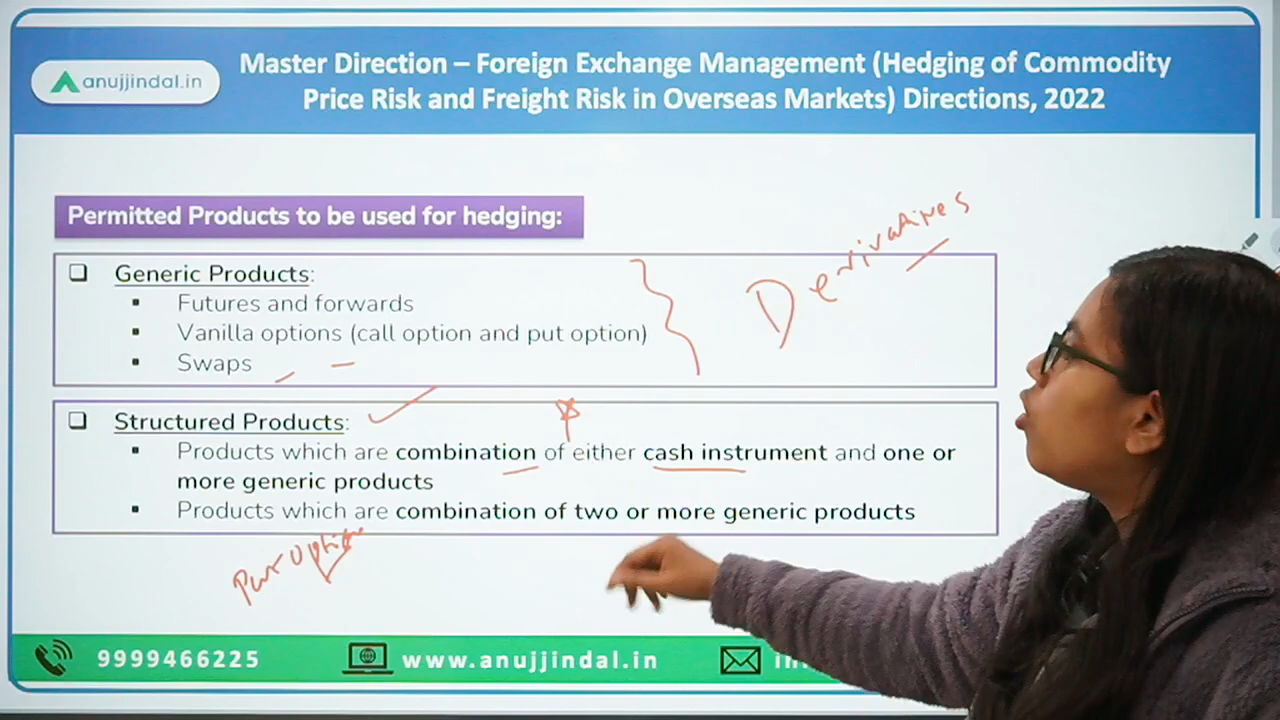 anujjindal.in
Master Direction – Foreign Exchange Management (Hedging of Commodity
Price Risk and Freight Risk in Overseas Markets) Directions, 2022
Permitted Products to be used for hedging:
Generic Products:
Futures and forwards
Vanilla options (call option and put option)
Swaps
Derivatives
Structured Products:
Products which are combination of either cash instrument and one or
more generic products
Products which are combination of two or more generic products
Put option
9999466225
www.anujjindal.in